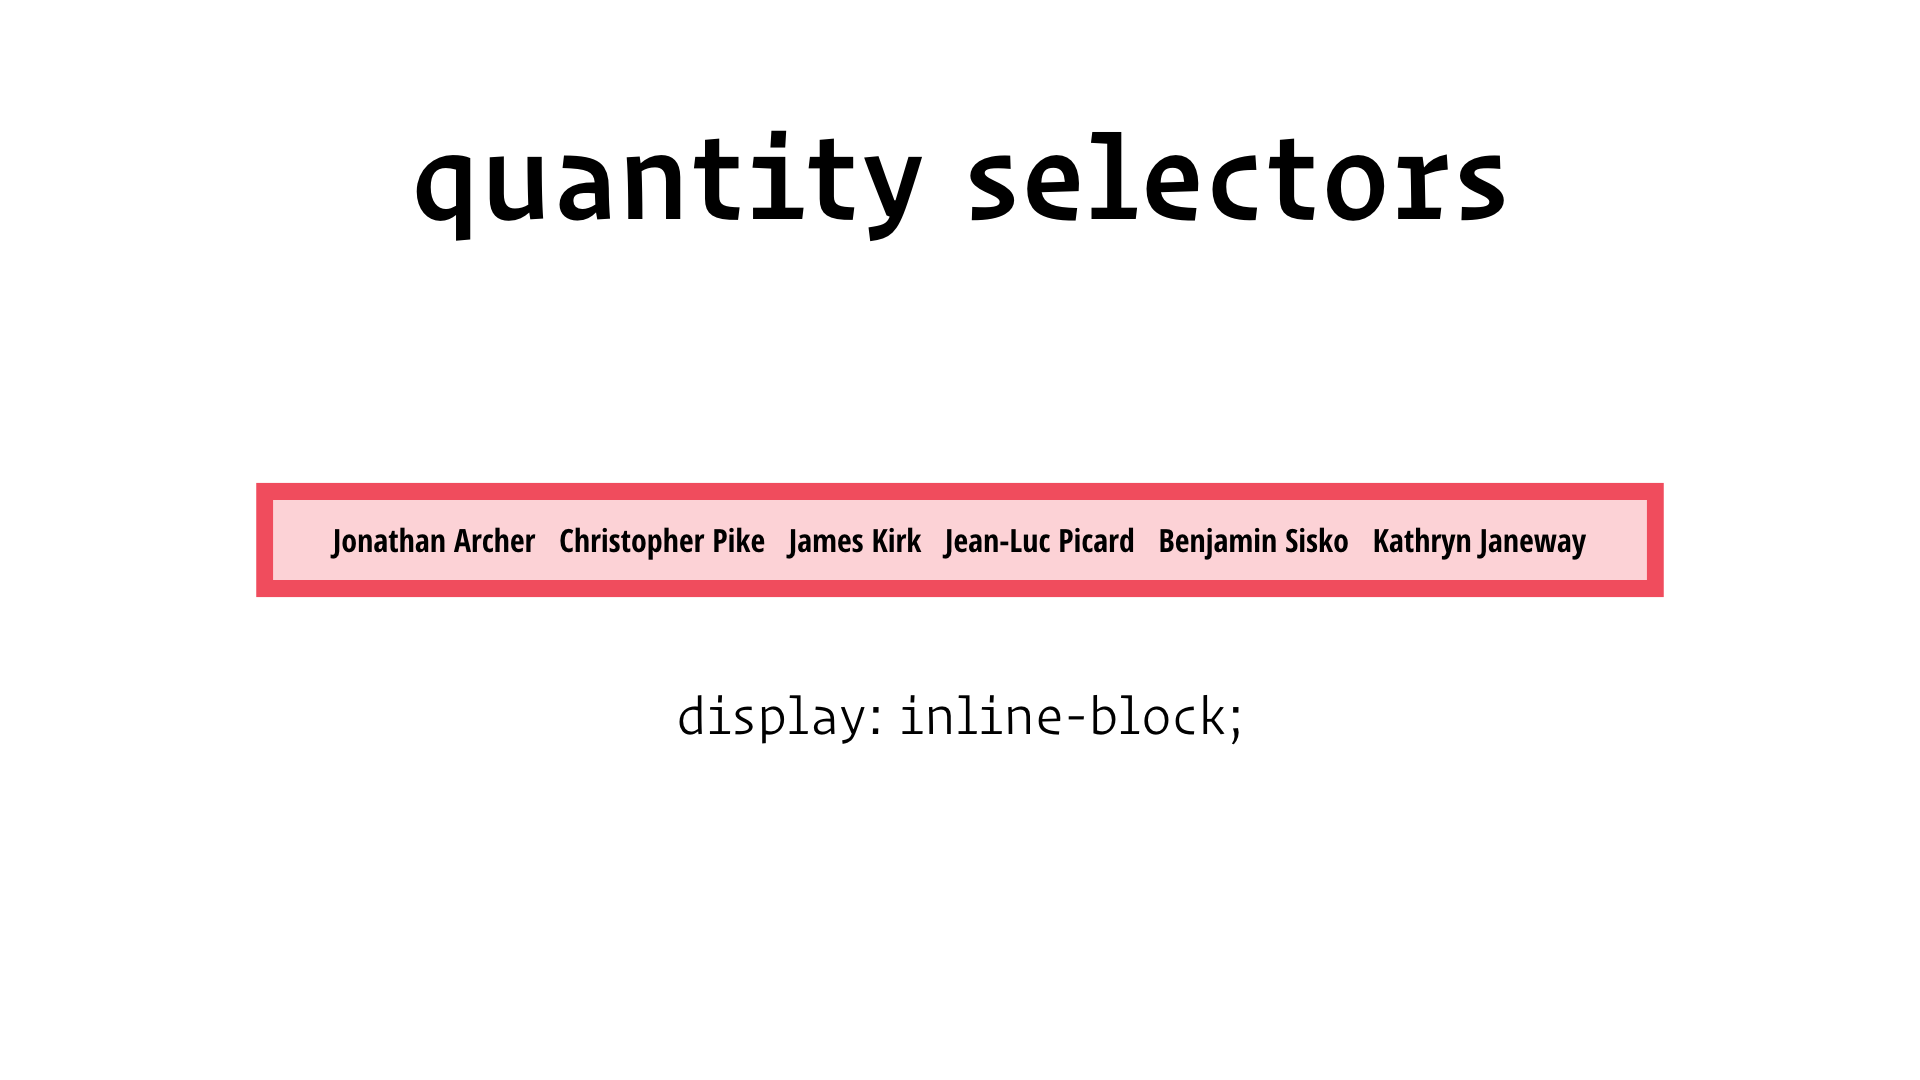 quantity selectors
Jonathan Archer Christopher Pike James Kirk Jean-Luc Picard Benjamin Sisko Kathryn Janeway
display: inline-block;